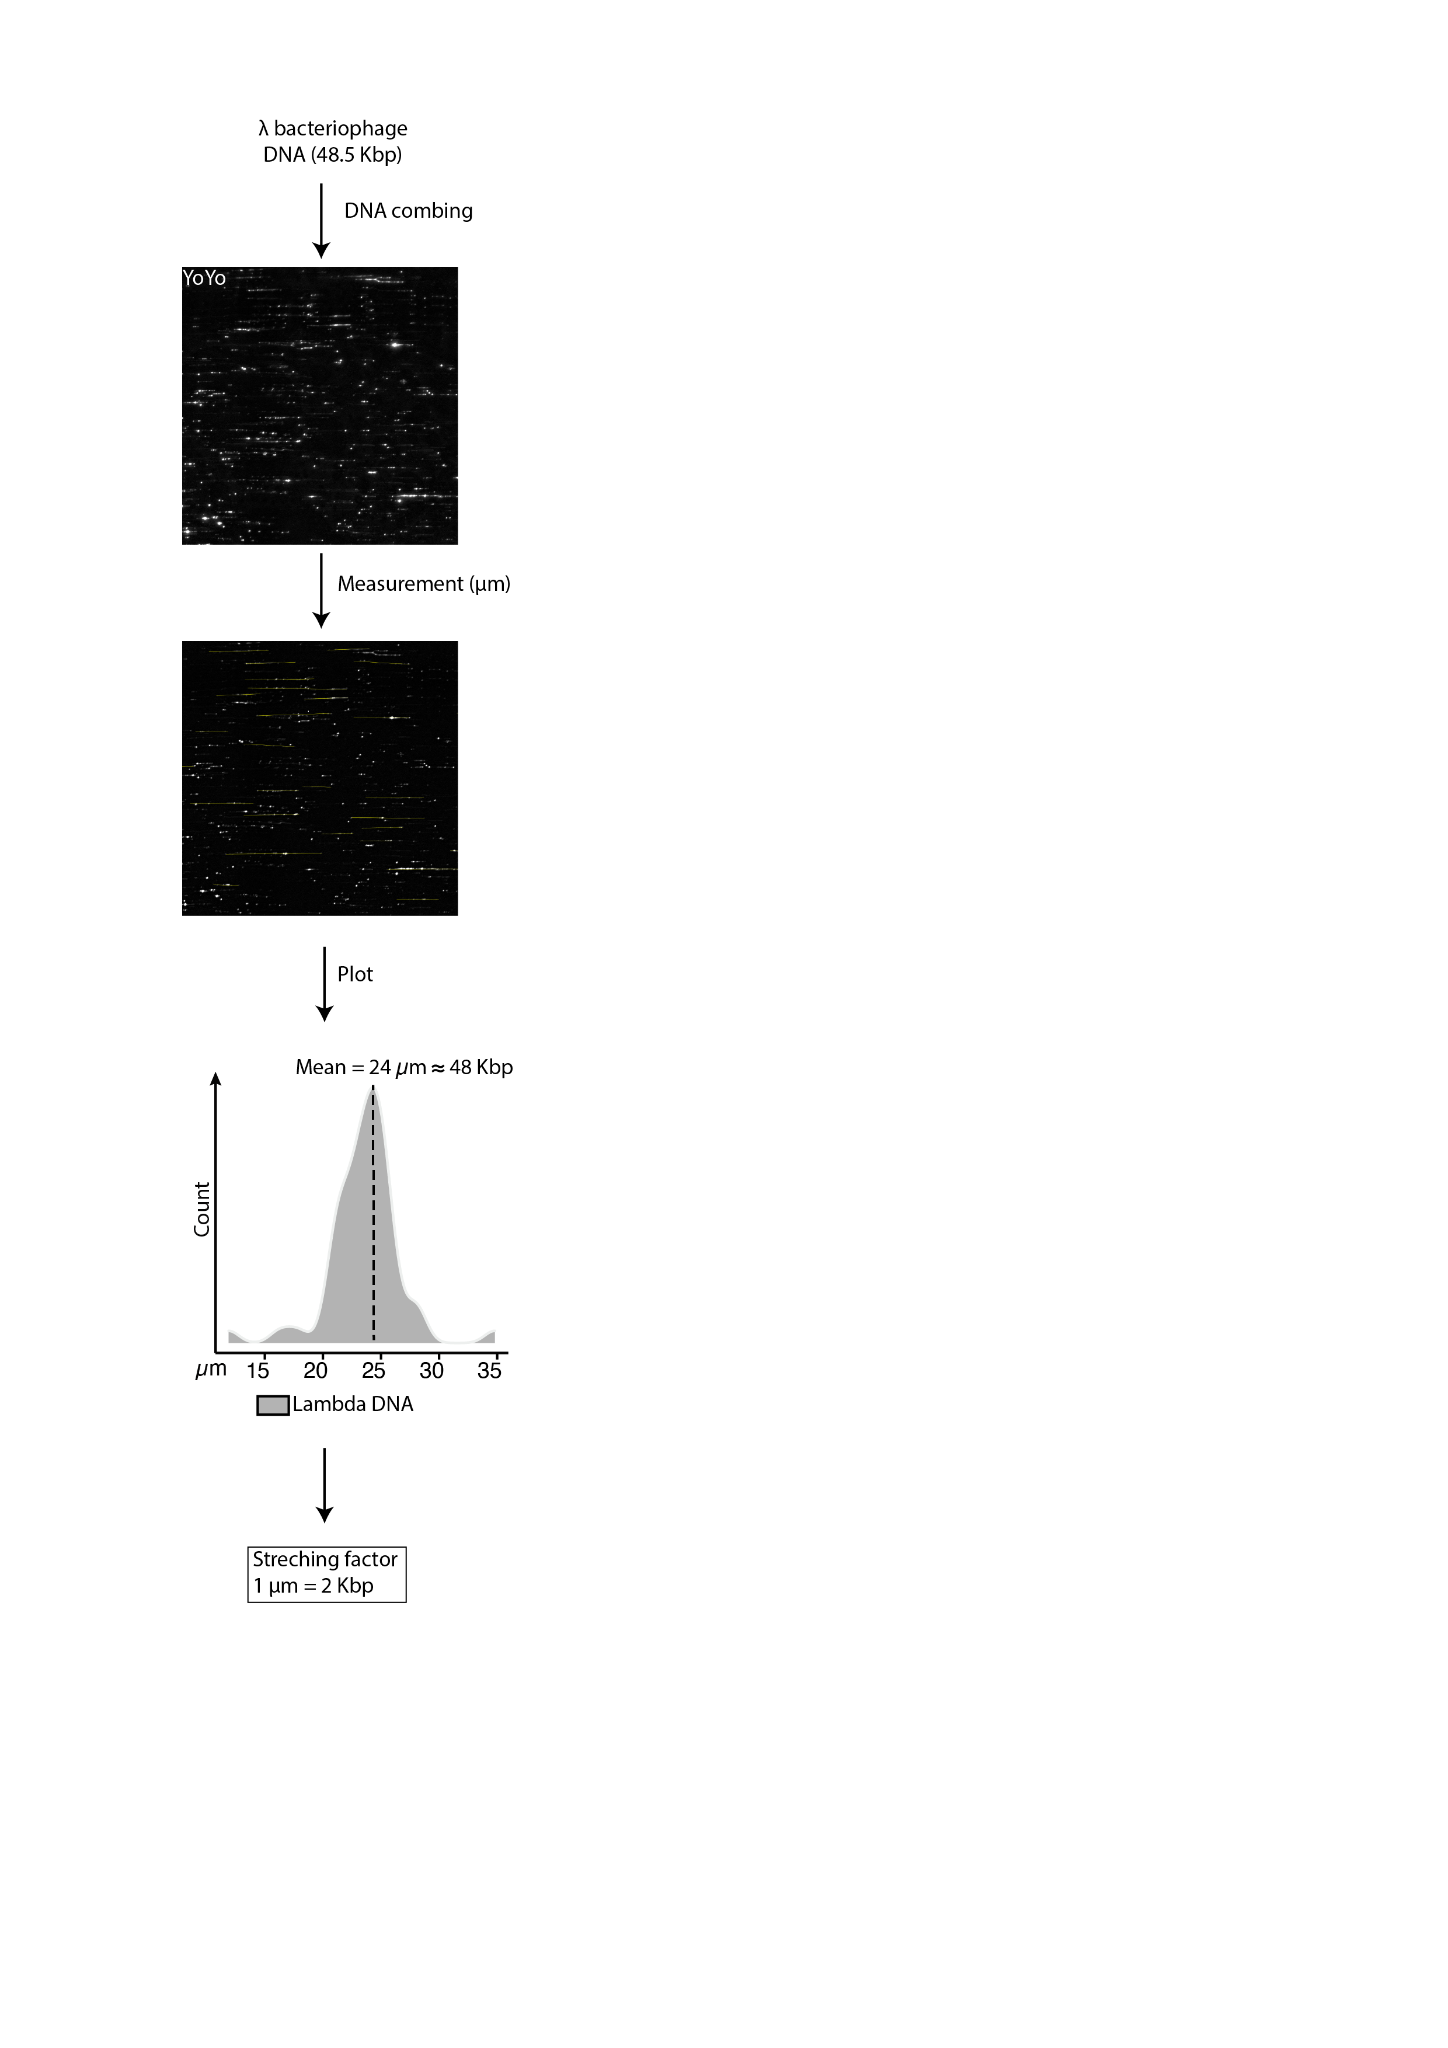 λ bacteriophage
DNA (48.5 Kbp)
DNA combing
YoYo
Measurement (µm)
Plot
Mean = 24 µm ≈ 48 Kbp
Count
µm 15 20 25 30 35
Lambda DNA
Streching factor
1 µm = 2 Kbp